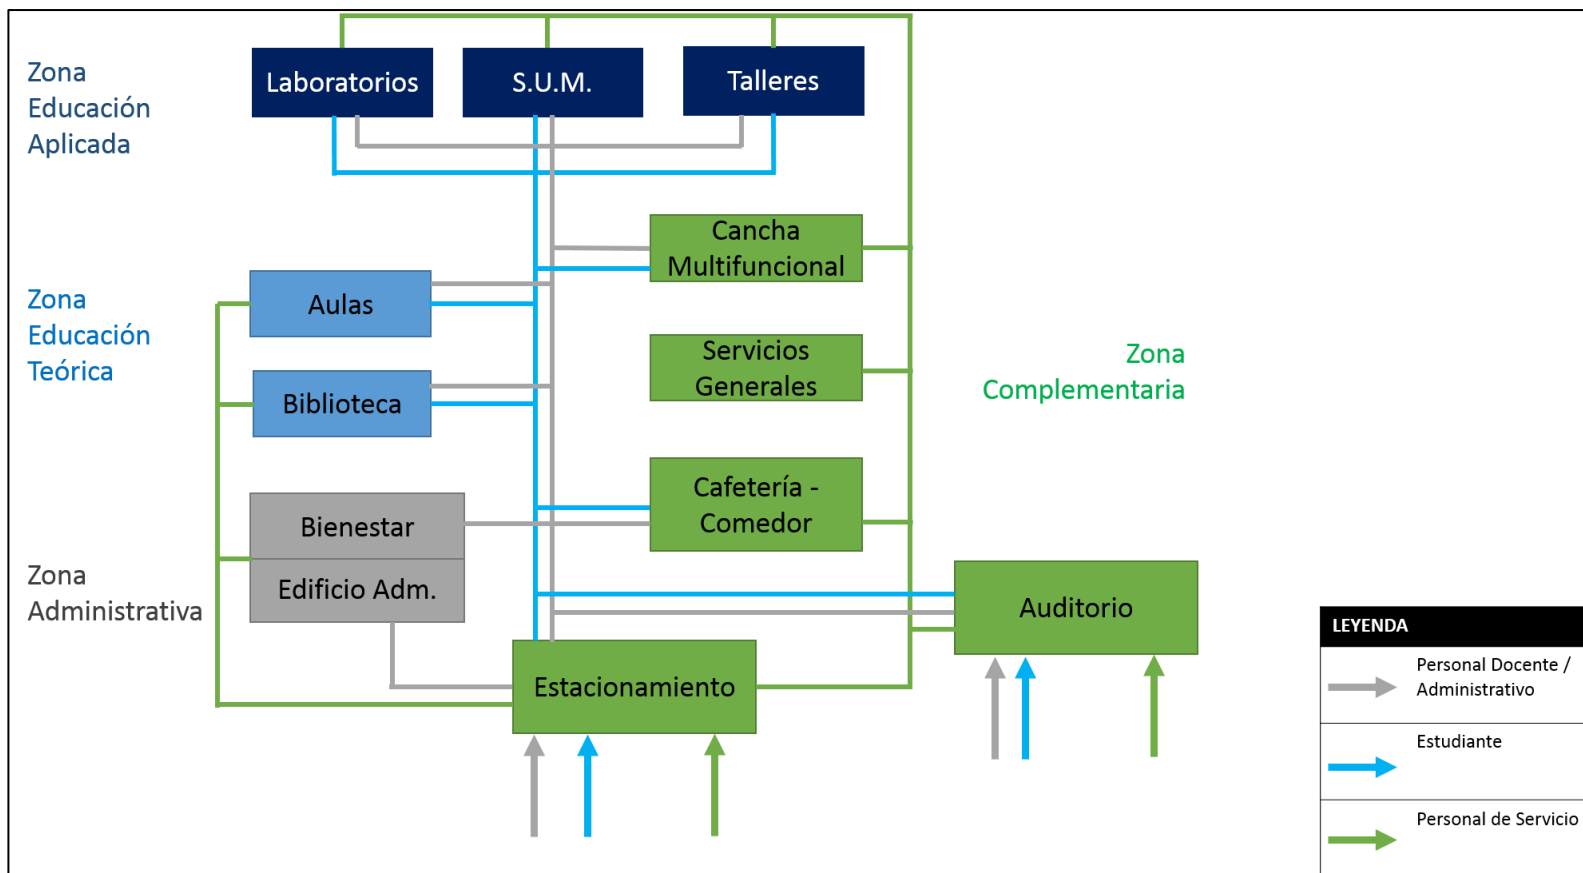 Zona
Educación
Aplicada
Laboratorios
S.U.M.
Talleres
Cancha
Multifuncional
Zona
Educación
Teórica
Aulas
Servicios
Generales
Zona
Complementaria
Biblioteca
Cafetería -
Comedor
Bienestar
Zona
Administrativa
Edificio Adm.
Auditorio
Estacionamiento
LEYENDA
Personal Docente /
Administrativo
Estudiante
Personal de Servicio